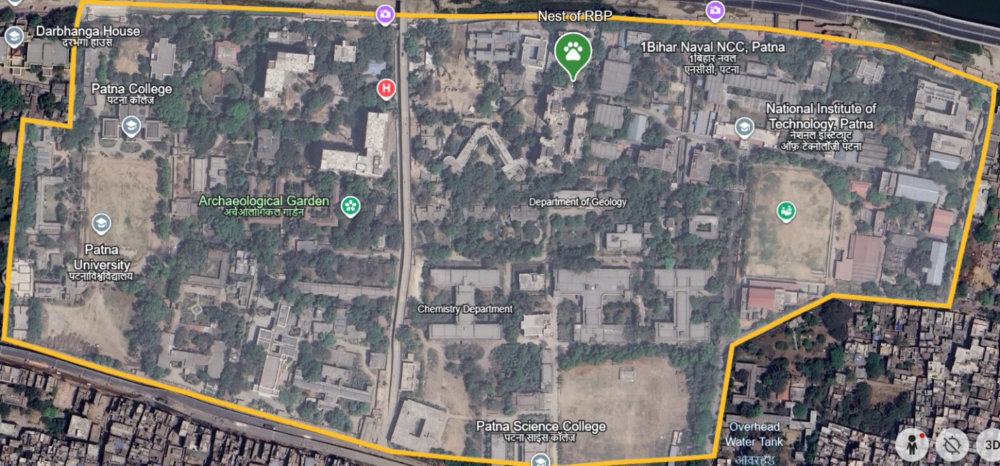 Nest of RBP
Darbhanga House
दरभंगा हाउस
1Bihar Naval NCC, Patna
1बिहार नवल
एनसीसी, पटना
Patna College
पटना कॉलेज
H
National Institute of
Technology, Patna
नेशनल इंस्टिट्यूट
ऑफ़ टेक्नोलॉजी पटना
Archaeological Garden
अर्चेओलॉगिकल गार्डन
Department of Geology
Patna
University
पटना विश्वविद्यालय
Chemistry Department
Patna Science College
पटना साइंस कॉलेज
Overhead
Water Tank
ओवरहेड
3D